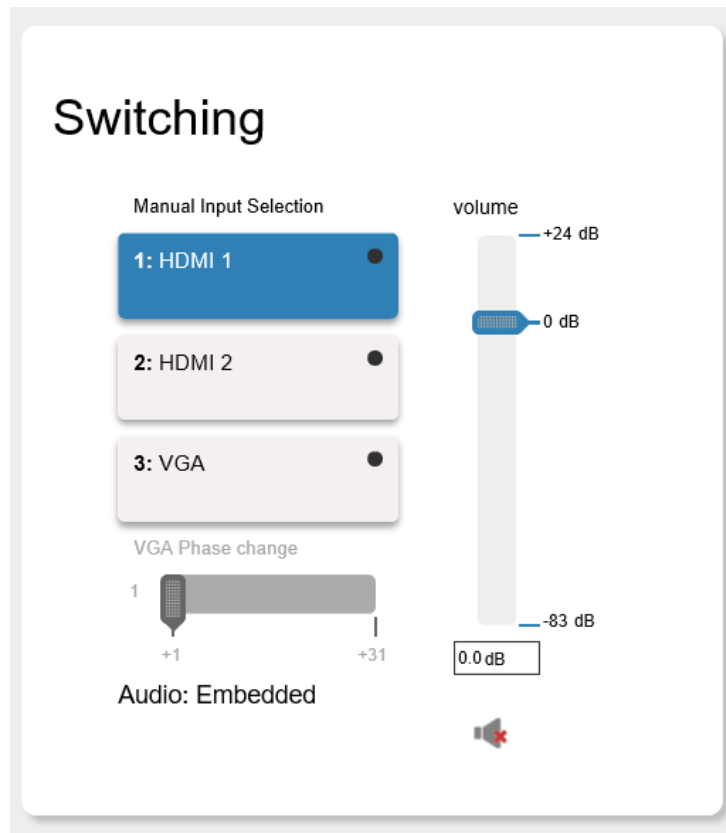 Switching
Manual Input Selection
1: HDMI 1
2: HDMI 2
3: VGA
VGA Phase change
1
+1
+31
Audio: Embedded
volume
+24 dB
0 dB
-83 dB
0.0 dB